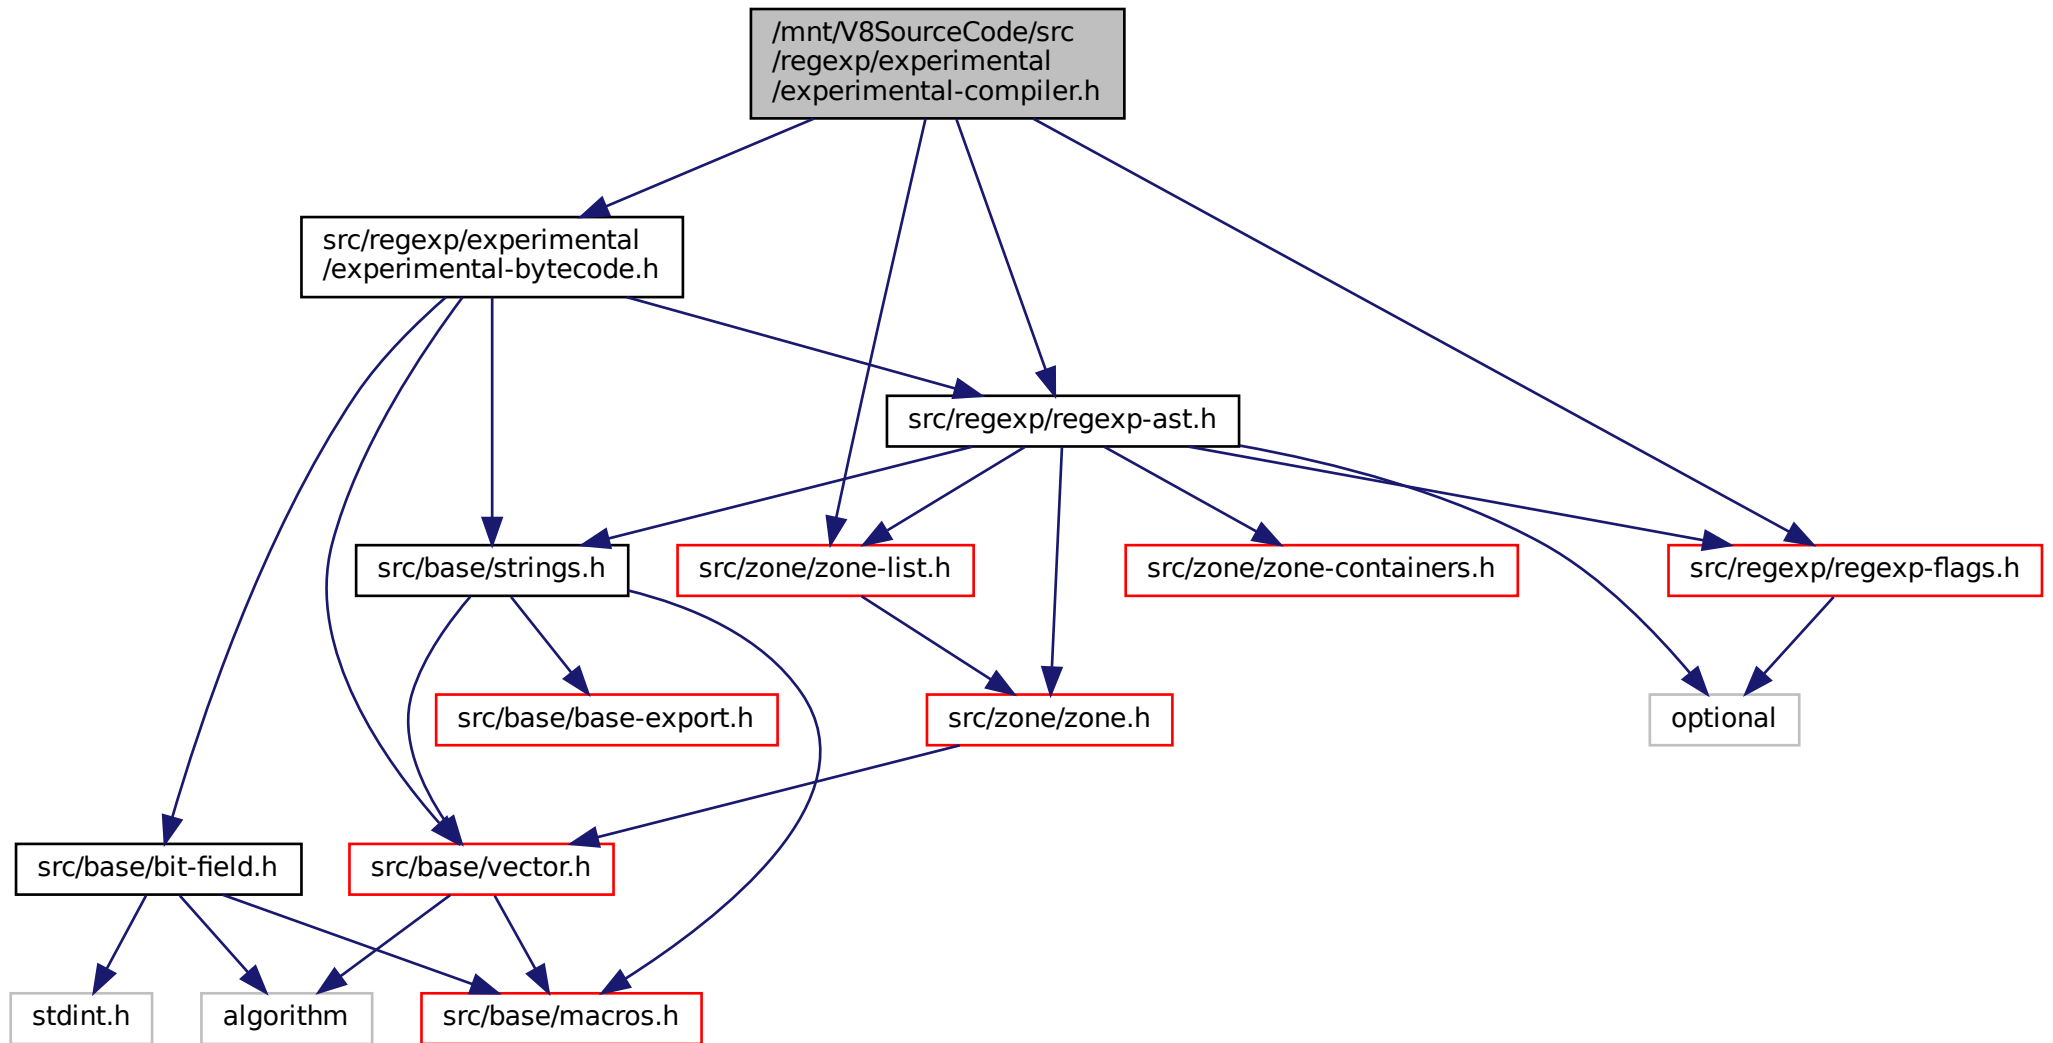 /mnt/V8SourceCode/src
/regexp/experimental
/experimental-compiler.h
src/regexp/experimental
/experimental-bytecode.h
src/regexp/regexp-ast.h
src/base/strings.h
src/zone/zone-list.h
src/zone/zone-containers.h
src/regexp/regexp-flags.h
src/base/base-export.h
src/zone/zone.h
optional
src/base/bit-field.h
src/base/vector.h
stdint.h
algorithm
src/base/macros.h